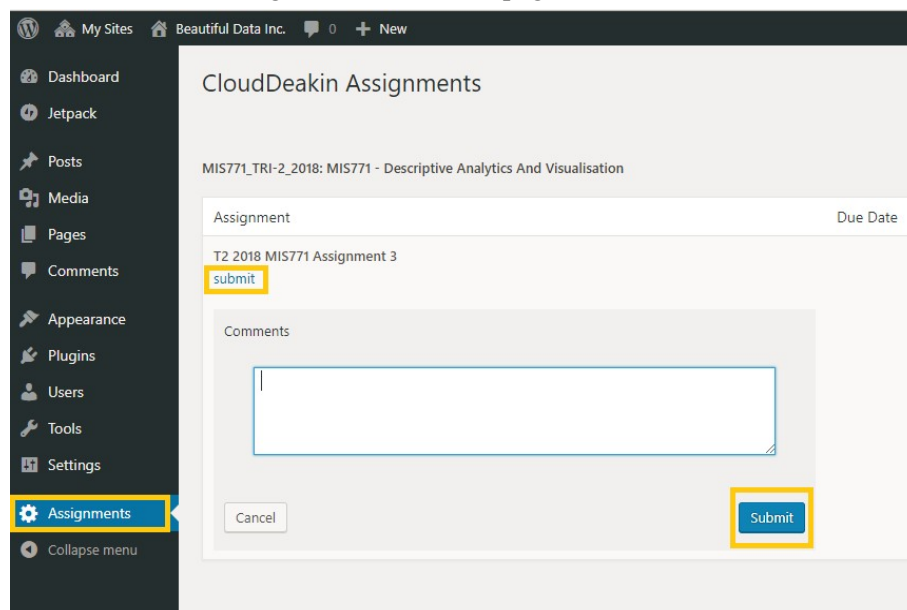 My Sites Beautiful Data Inc. 0 New
Dashboard
Jetpack
Posts
Media
Pages
Comments
Appearance
Plugins
Users
Tools
Settings
Assignments
Collapse menu
CloudDeakin Assignments
MIS771_TRI-2_2018: MIS771 - Descriptive Analytics And Visualisation
Assignment Due Date
T2 2018 MIS771 Assignment 3
submit
Comments
Cancel Submit